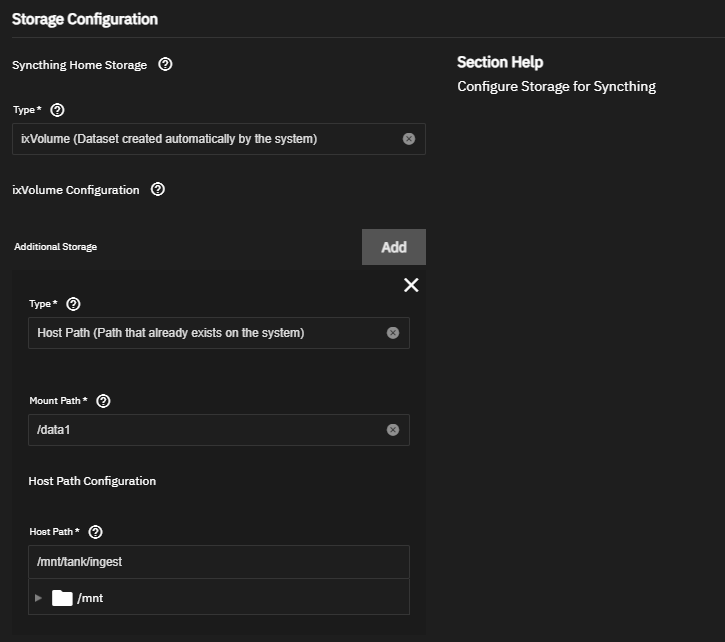 Storage Configuration
Syncthing Home Storage
Section Help
Configure Storage for Syncthing
Type *
ixVolume (Dataset created automatically by the system)
ixVolume Configuration
Additional Storage
Add
Type *
Host Path (Path that already exists on the system)
Mount Path *
/data1
Host Path Configuration
Host Path *
/mnt/tank/ingest
/mnt